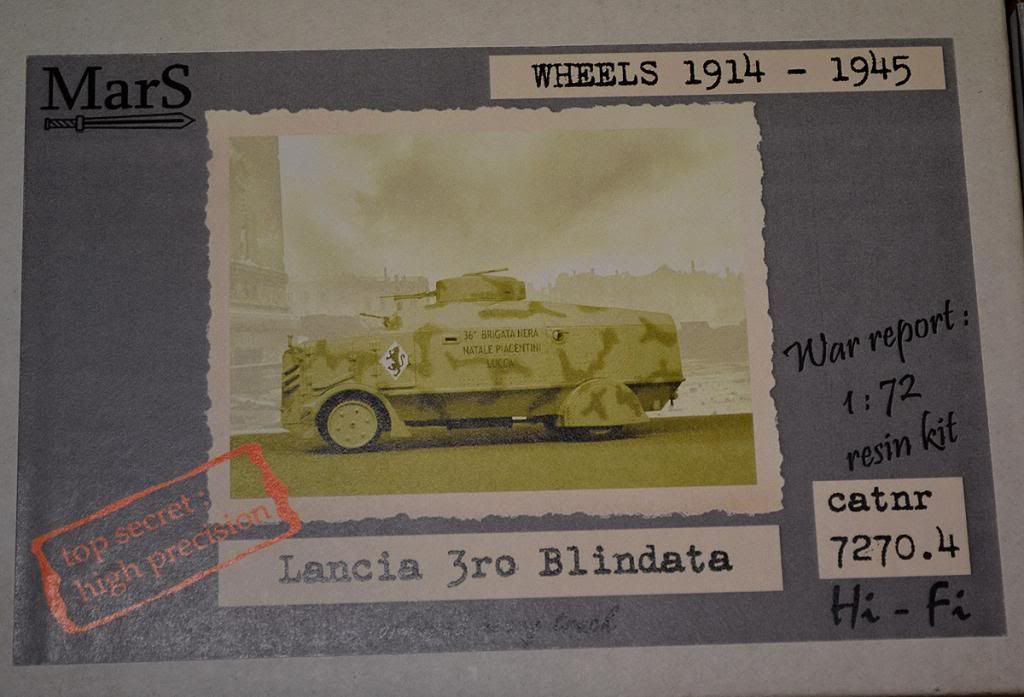 MarS
WHEELS 1914 - 1945
36ª BRIGATA NERA
NATALE PIACENTINI
LUCCA
War report :
1 : 72
resin kit
top secret :
high precision
catnr
7270.4
Lancia 3ro Blindata
Hi - Fi